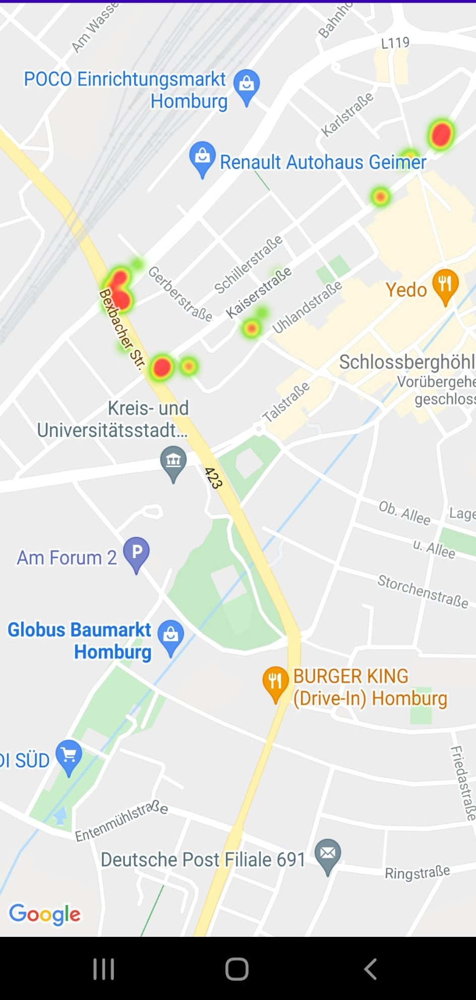 Am Wasse
Bahnho
L119
POCO Einrichtungsmarkt
Homburg
Karlstraße
Renault Autohaus Geimer
Schillerstraße
Gerberstraße
Kaiserstraße
Uhlandstraße
Yedo
Bexbacher Str.
Schlossberghöhl
Vorübergehe
geschloss
Talstraße
Kreis- und
Universitätsstadt...
423
Ob. Allee
Lage
u. Allee
Am Forum 2
P
Storchenstraße
Globus Baumarkt
Homburg
BURGER KING
(Drive-In) Homburg
DI SÜD
Friedastraße
Entenmühlstraße
Deutsche Post Filiale 691
Ringstraße
Google